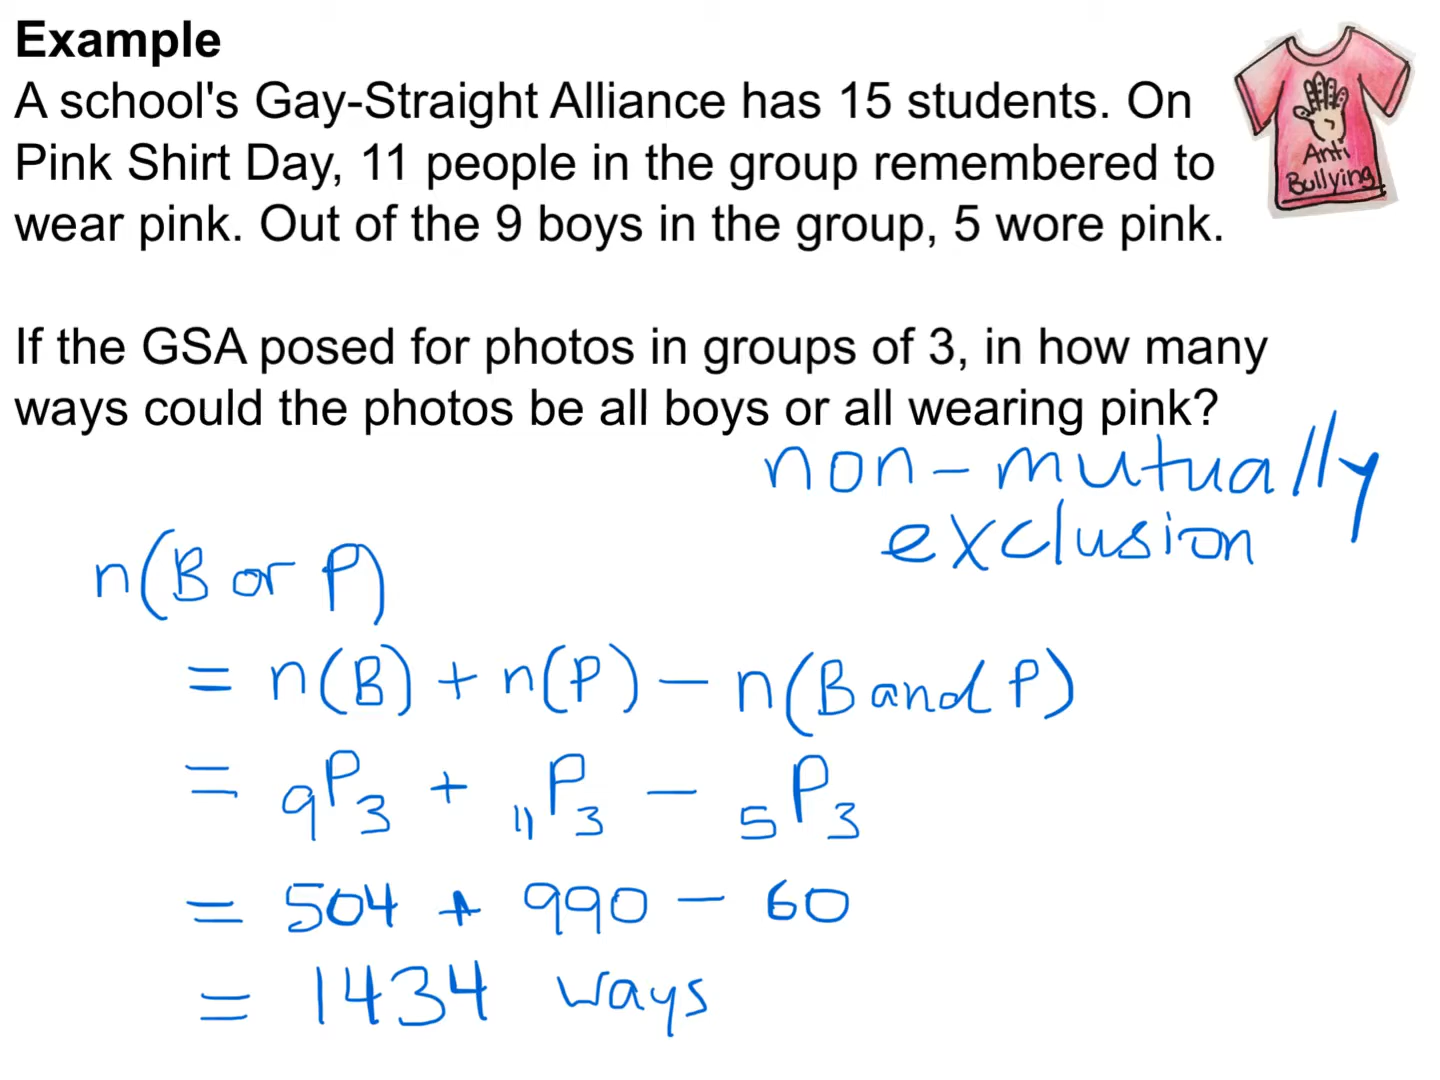 Example
A school's Gay-Straight Alliance has 15 students. On
Pink Shirt Day, 11 people in the group remembered to
wear pink. Out of the 9 boys in the group, 5 wore pink.
Anti
Bullying
If the GSA posed for photos in groups of 3, in how many
ways could the photos be all boys or all wearing pink?
non-mutually
exclusion
n(B or P)
= n(B) + n(P) - n(B and P)
= ₉P₃ + ₁₁P₃ - ₅P₃
= 504 + 990 - 60
= 1434 ways